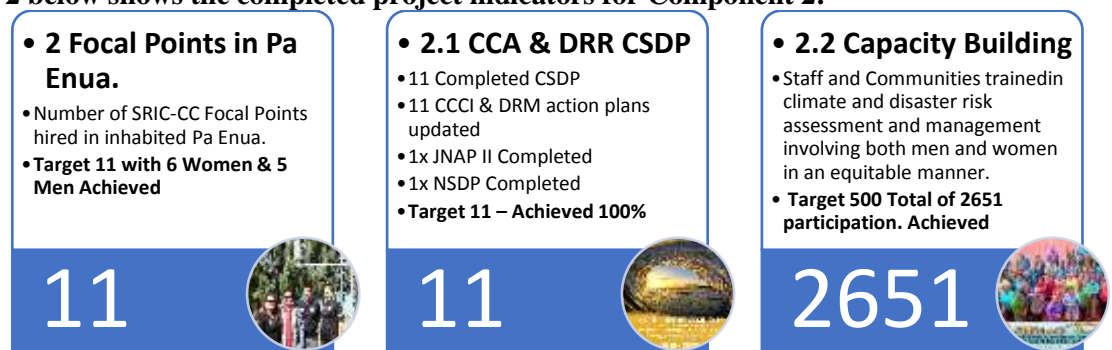 2 below shows the completed project indicators for Component 2.
• 2 Focal Points in Pa
Enua.
•Number of SRIC-CC Focal Points
hired in inhabited Pa Enua.
•Target 11 with 6 Women & 5
Men Achieved
11
• 2.1 CCA & DRR CSDP
•11 Completed CSDP
•11 CCCI & DRM action plans
updated
•1x JNAP II Completed
•1x NSDP Completed
•Target 11 – Achieved 100%
11
• 2.2 Capacity Building
•Staff and Communities trainedin
climate and disaster risk
assessment and management
involving both men and women
in an equitable manner.
• Target 500 Total of 2651
participation. Achieved
2651